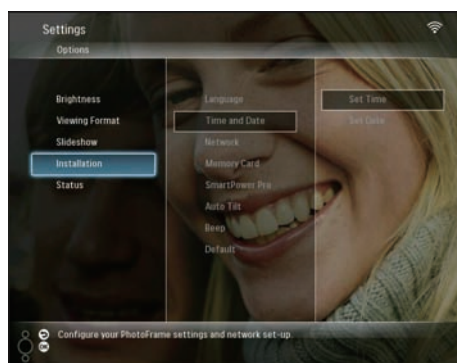 Settings
Options
Brightness
Viewing Format
Slideshow
Installation
Status
Language
Time and Date
Network
Memory Card
SmartPower Pro
Auto Tilt
Beep
Default
Set Time
Set Date
Configure your PhotoFrame settings and network set-up.
OK